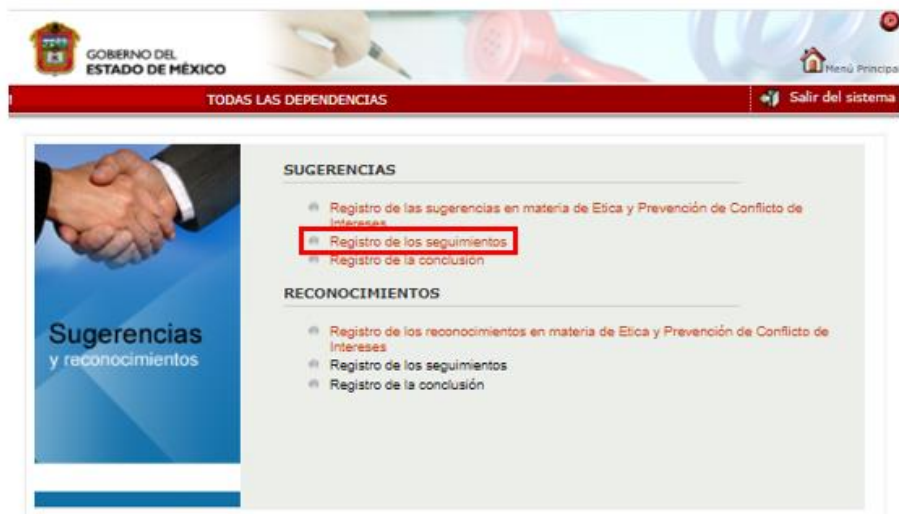 GOBIERNO DEL
ESTADO DE MÉXICO
Menú Principal
TODAS LAS DEPENDENCIAS
Salir del sistema
SUGERENCIAS
Registro de las sugerencias en materia de Etica y Prevención de Conflicto de
Intereses
Registro de los seguimientos
Registro de la conclusión
RECONOCIMIENTOS
Registro de los reconocimientos en materia de Etica y Prevención de Conflicto de
Intereses
Registro de los seguimientos
Registro de la conclusión
Sugerencias
y reconocimientos